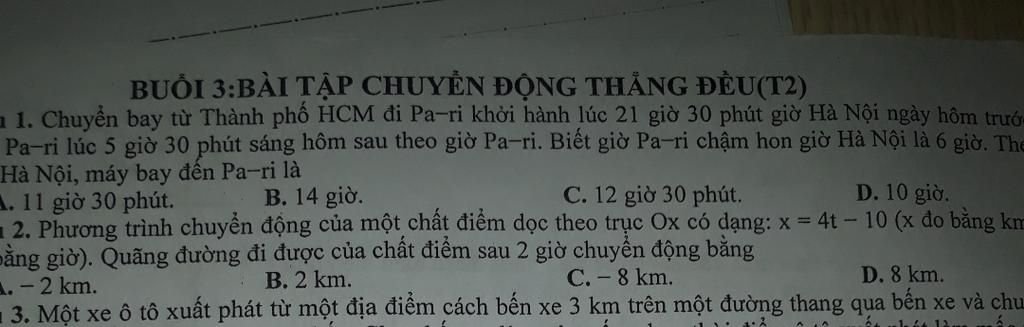 BUỔI 3:BÀI TẬP CHUYỂN ĐỘNG THẲNG ĐỀU(T2)
1. Chuyển bay từ Thành phố HCM đi Pa-ri khởi hành lúc 21 giờ 30 phút giờ Hà Nội ngày hôm trướ
Pa-ri lúc 5 giờ 30 phút sáng hôm sau theo giờ Pa-ri. Biết giờ Pa-ri chậm hon giờ Hà Nội là 6 giờ. The
Hà Nội, máy bay đến Pa-ri là
A. 11 giờ 30 phút. B. 14 giờ. C. 12 giờ 30 phút. D. 10 giờ.
2. Phương trình chuyển động của một chất điểm dọc theo trục Ox có dạng: x = 4t − 10 (x đo bằng km
bằng giờ). Quãng đường đi được của chất điểm sau 2 giờ chuyển động bằng
A. − 2 km. B. 2 km. C. − 8 km. D. 8 km.
3. Một xe ô tô xuất phát từ một địa điểm cách bến xe 3 km trên một đường thang qua bến xe và chu